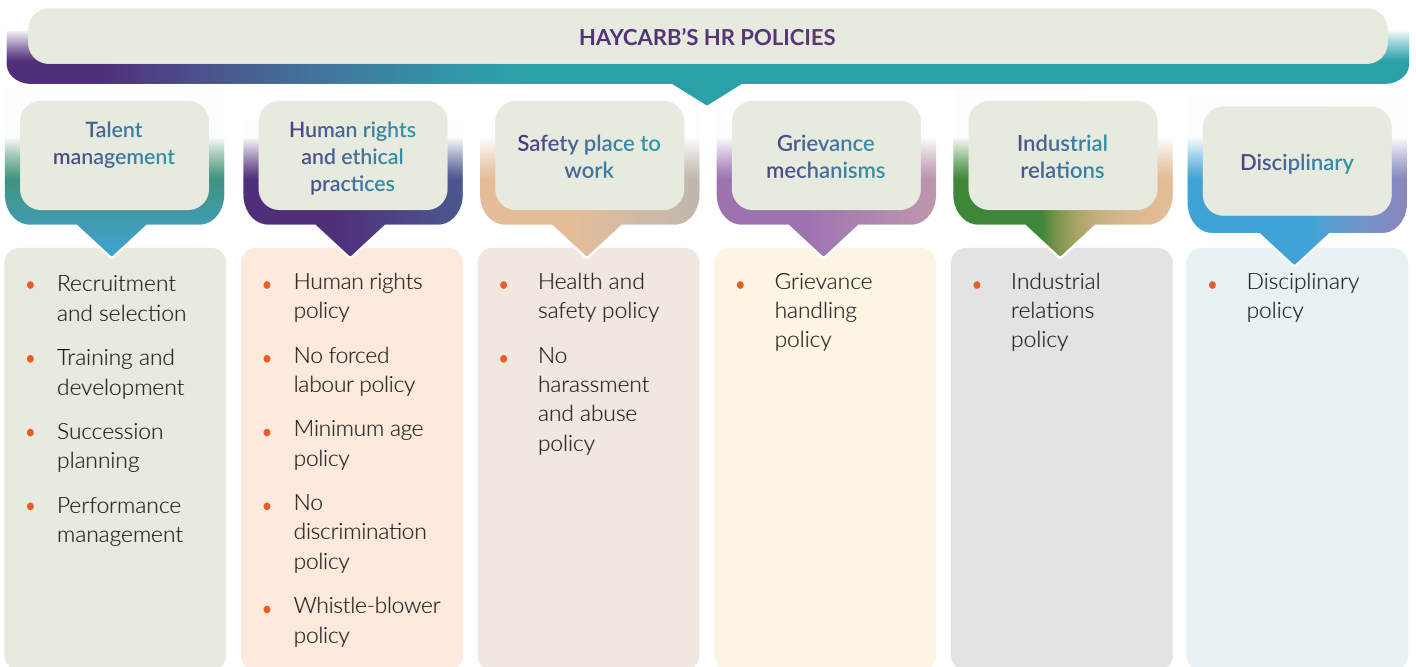 HAYCARB’S HR POLICIES
Talent
management
Recruitment
and selection
Training and
development
Succession
planning
Performance
management
Human rights
and ethical
practices
Human rights
policy
No forced
labour policy
Minimum age
policy
No
discrimination
policy
Whistle-blower
policy
Safety place to
work
Health and
safety policy
No
harassment
and abuse
policy
Grievance
mechanisms
Grievance
handling
policy
Industrial
relations
Industrial
relations
policy
Disciplinary
Disciplinary
policy